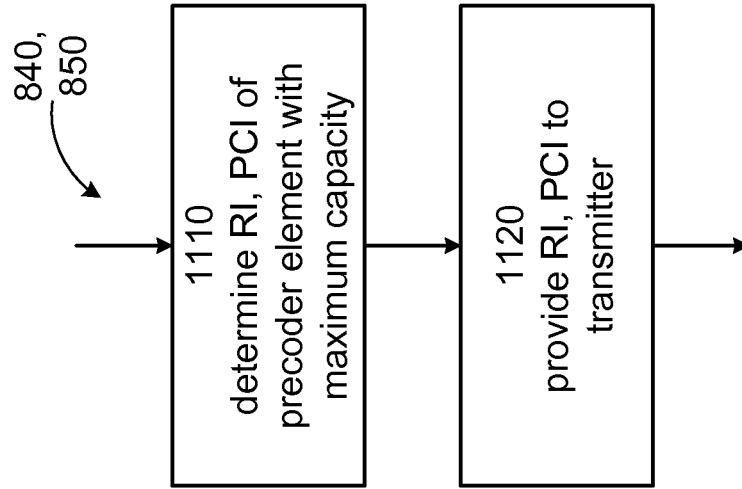 840,
850
1110
determine RI, PCI of
precoder element with
maximum capacity
1120
provide RI, PCI to
transmitter